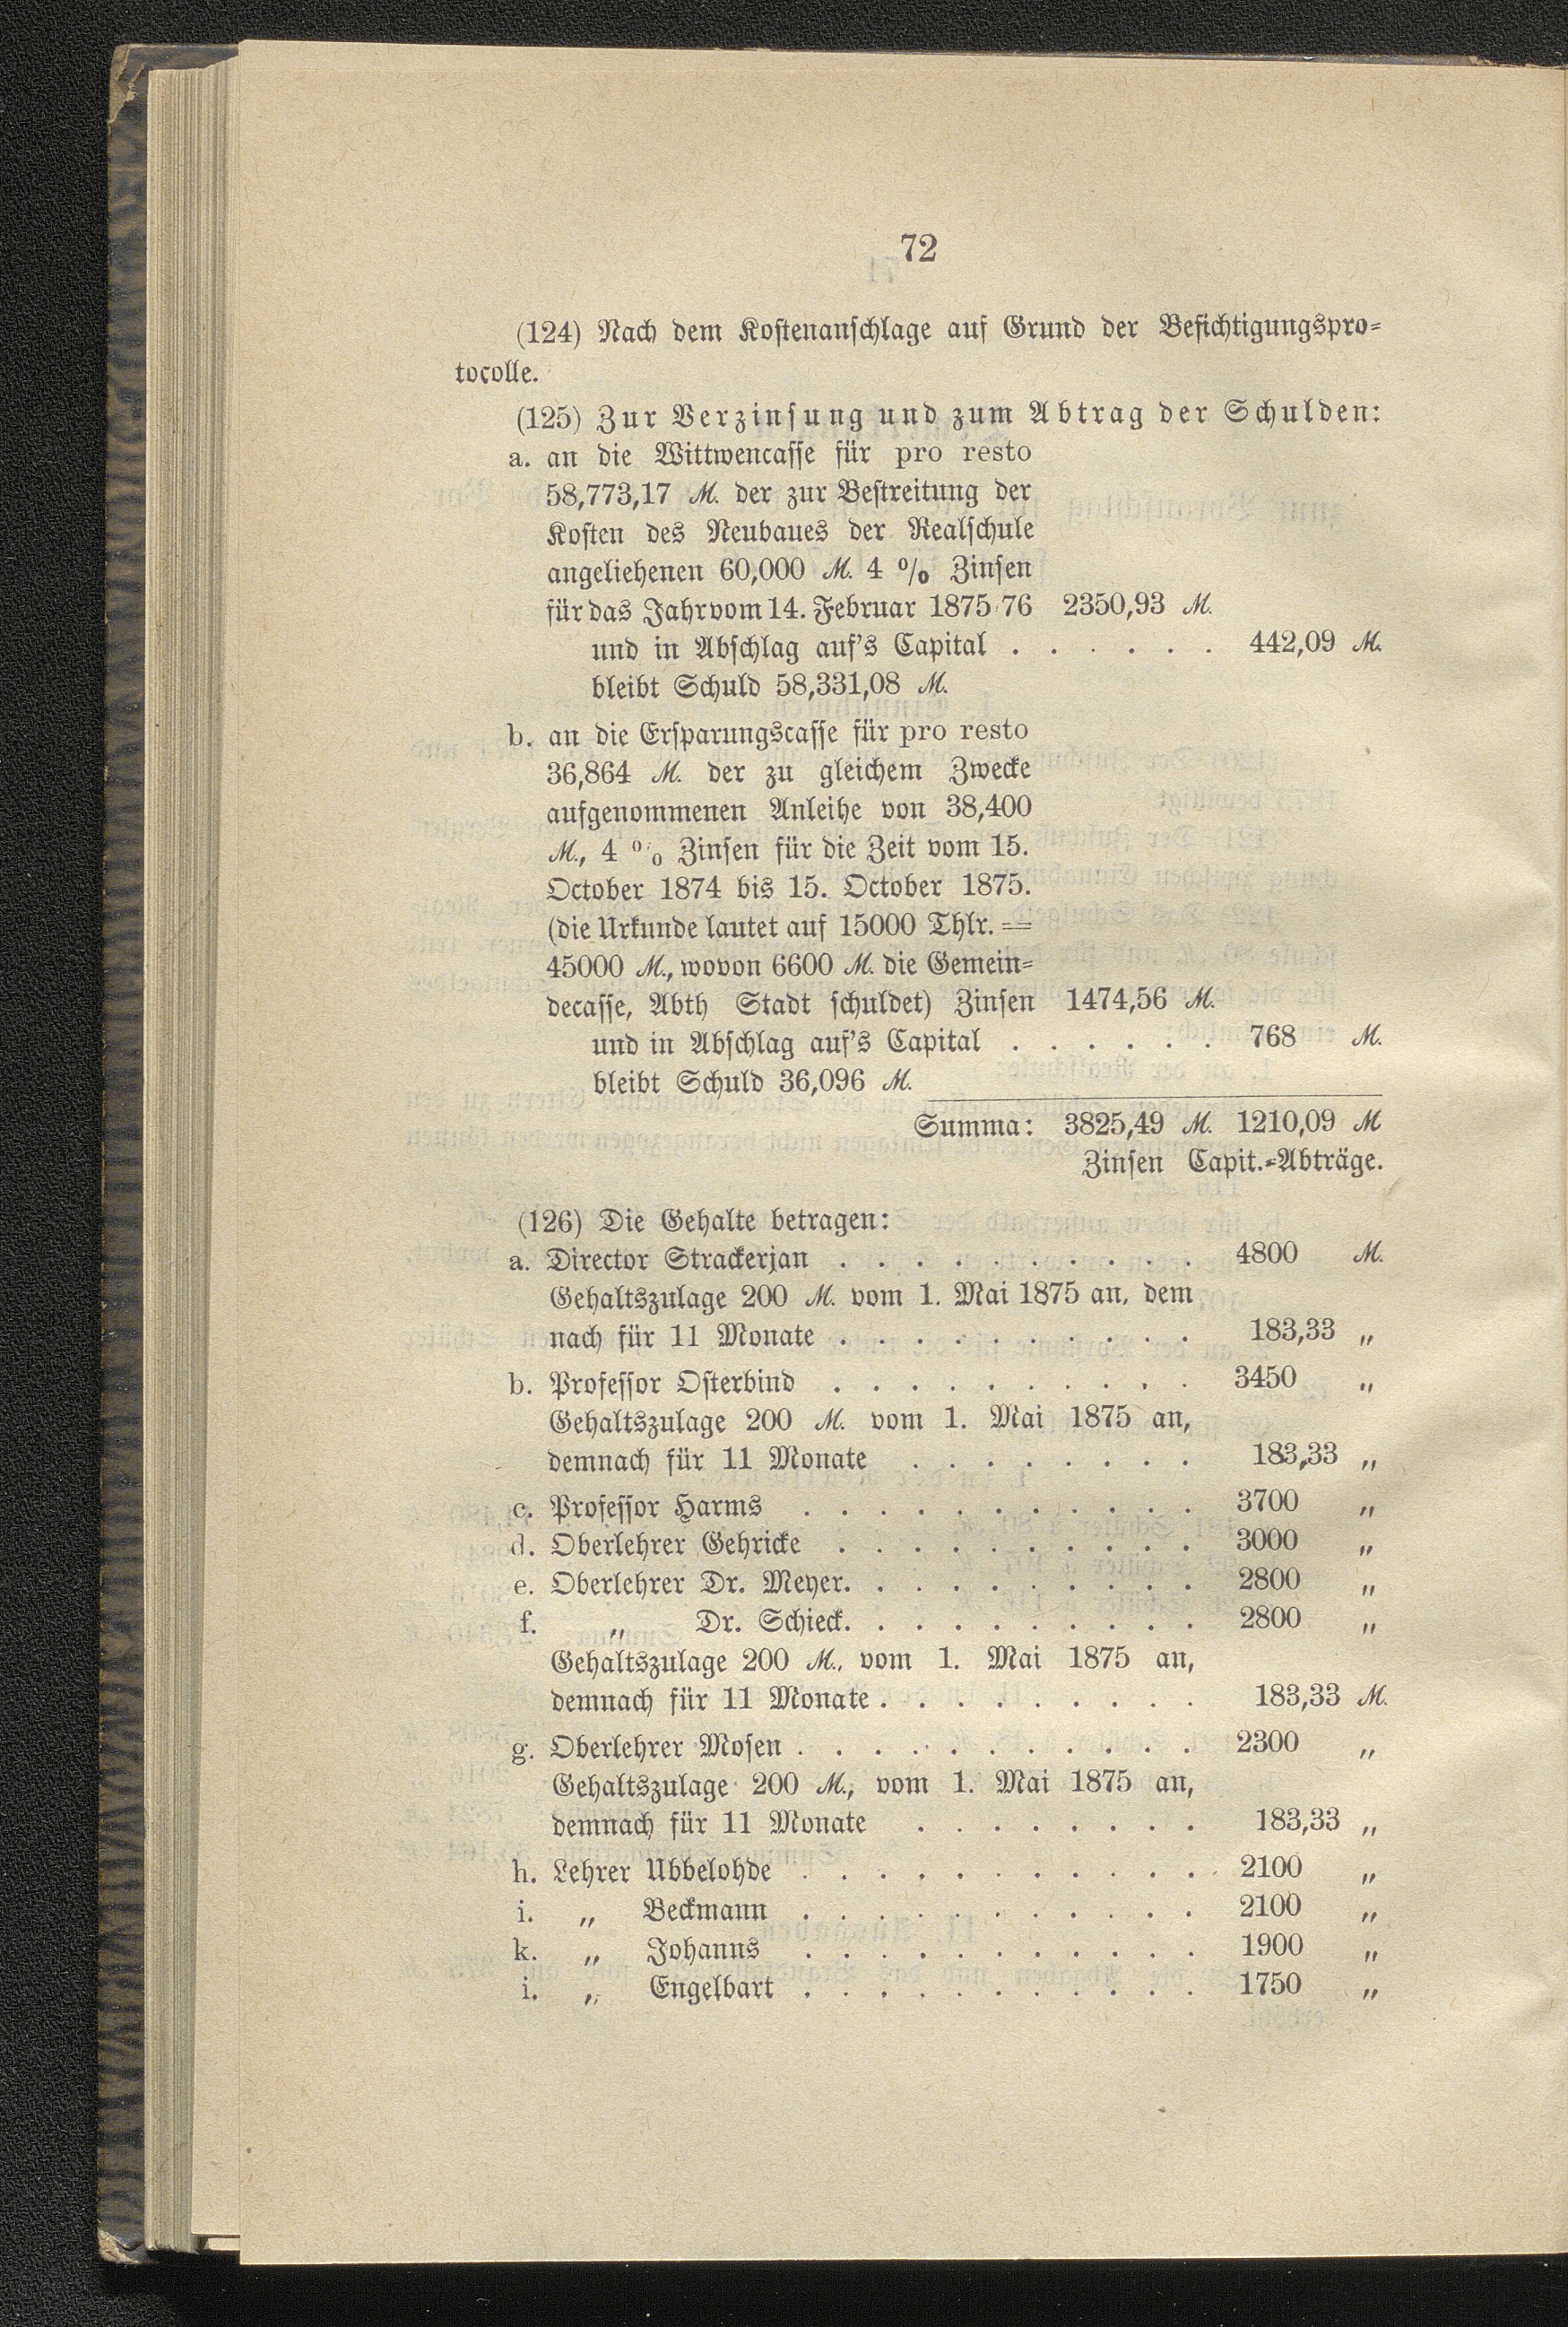 72
(124) Nach dem Kostenanschlage auf Grund der Besichtigungspro-
tocolle.
(125) Zur Verzinsung und zum Abtrag der Schulden:
a. an die Wittwencasse für pro resto
58,773,17 M. der zur Bestreitung der
Kosten des Neubaues der Realschule
angeliehenen 60,000 M. 4 % Zinsen
für das Jahr vom 14. Februar 1875/76 2350,93 M.
und in Abschlag auf's Capital . . . . . . 442,09 M.
bleibt Schuld 58,331,08 M.
b. an die Ersparungscasse für pro resto
36,864 M. der zu gleichem Zwecke
aufgenommenen Anleihe von 38,400
M., 4 % Zinsen für die Zeit vom 15.
October 1874 bis 15. October 1875.
(die Urkunde lautet auf 15000 Thlr. =
45000 M., wovon 6600 M. die Gemein-
decasse, Abth Stadt schuldet) Zinsen 1474,56 M.
und in Abschlag auf's Capital . . . . . . 768 M.
bleibt Schuld 36,096 M.
Summa: 3825,49 M. 1210,09 M
Zinsen Capit.-Abträge.
(126) Die Gehalte betragen:
a. Director Strackerjan . . . . . . . . . . 4800 M.
Gehaltszulage 200 M. vom 1. Mai 1875 an, dem
nach für 11 Monate . . . . . . . . . . 183,33 „
b. Professor Osterbind . . . . . . . . . . 3450 „
Gehaltszulage 200 M. vom 1. Mai 1875 an,
demnach für 11 Monate . . . . . . . . 183,33 „
c. Professor Harms . . . . . . . . . . . 3700 „
d. Oberlehrer Gehricke . . . . . . . . . . 3000 „
e. Oberlehrer Dr. Meyer. . . . . . . . . . 2800 „
f. „ Dr. Schieck. . . . . . . . . . 2800 „
Gehaltszulage 200 M., vom 1. Mai 1875 an,
demnach für 11 Monate . . . . . . . . . 183,33 M.
g. Oberlehrer Mosen . . . . . . . . . . . 2300 „
Gehaltszulage 200 M., vom 1. Mai 1875 an,
demnach für 11 Monate . . . . . . . . 183,33 „
h. Lehrer Ubbelohde . . . . . . . . . . . 2100 „
i. „ Beckmann . . . . . . . . . . . 2100 „
k. „ Johanns . . . . . . . . . . . 1900 „
i. „ Engelbart . . . . . . . . . . . 1750 „